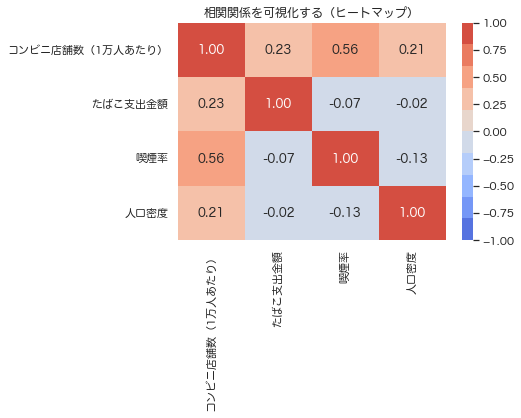 相関関係を可視化する（ヒートマップ）
コンビニ店舗数（1万人あたり） 1.00 0.23 0.56 0.21
たばこ支出金額 0.23 1.00 -0.07 -0.02
喫煙率 0.56 -0.07 1.00 -0.13
人口密度 0.21 -0.02 -0.13 1.00
コンビニ店舗数（1万人あたり）
たばこ支出金額
喫煙率
人口密度
1.00
0.75
0.50
0.25
0.00
−0.25
−0.50
−0.75
−1.00